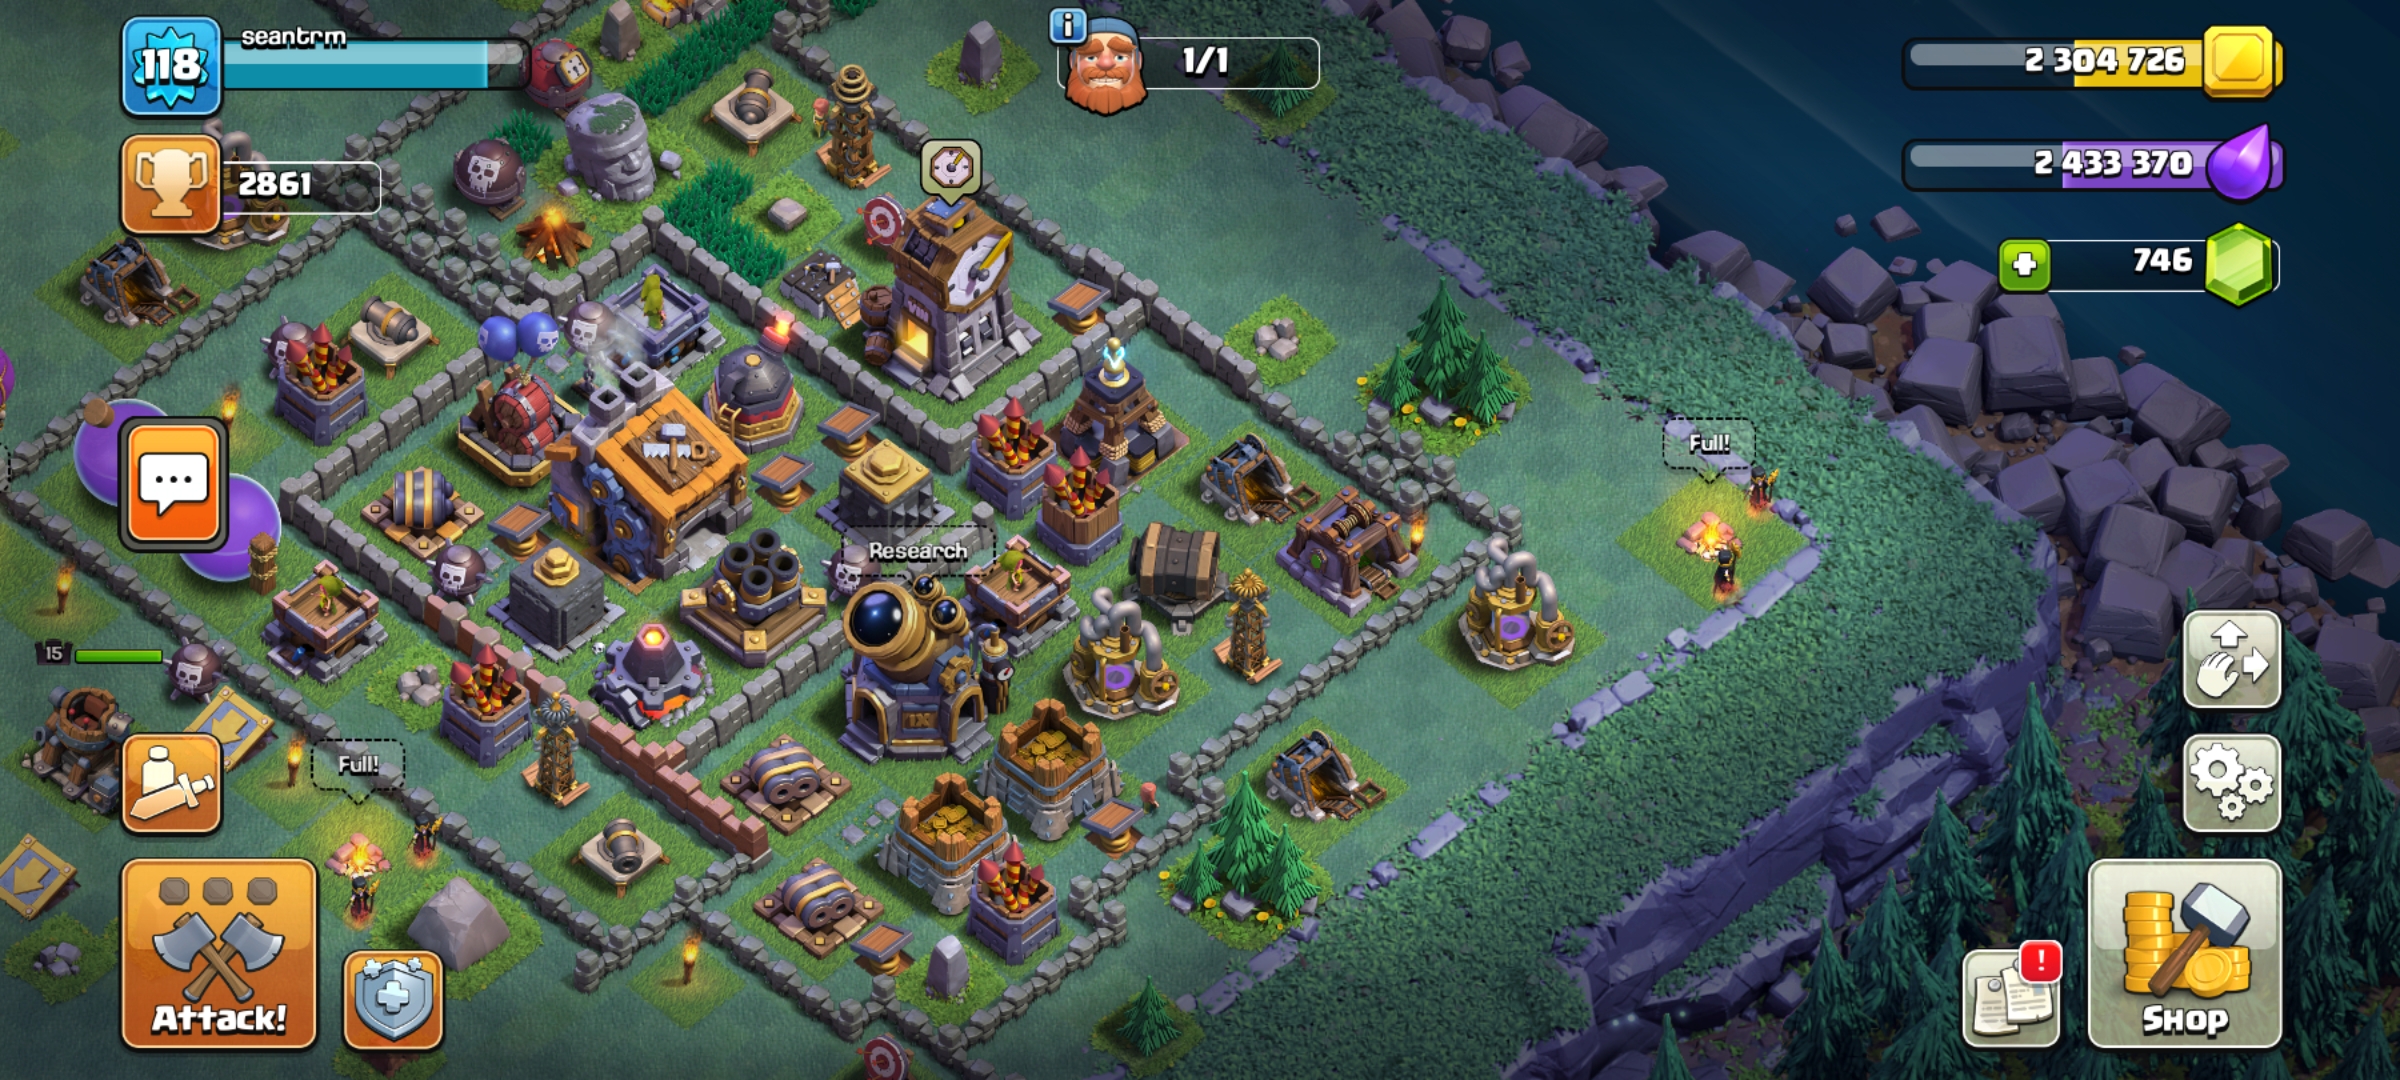 118
seantrm
1/1
2 304 726
2861
2 433 370
746
Full!
Research
15
Full!
Attack!
!
Shop